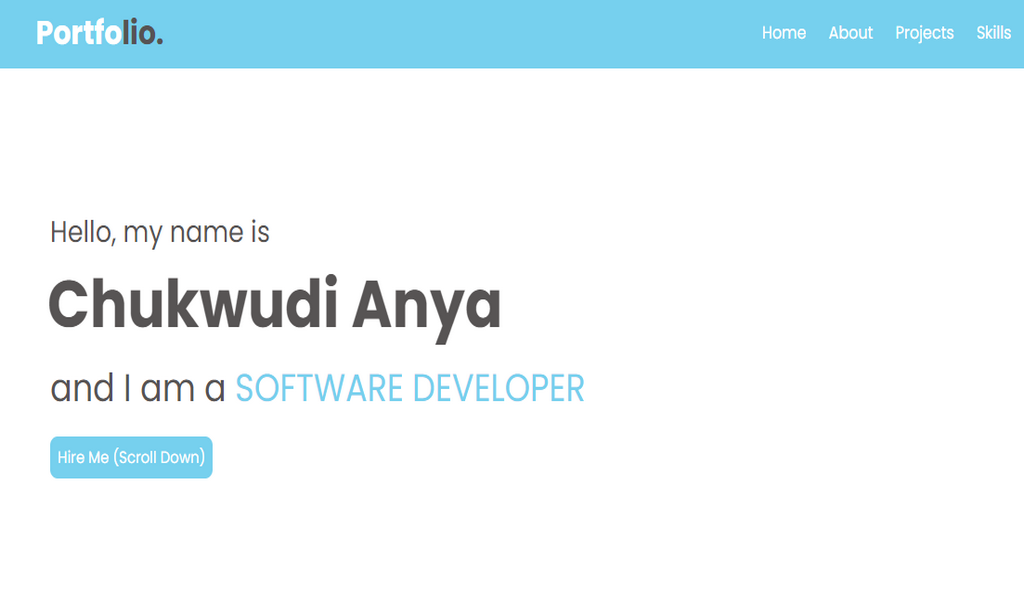 Portfolio.
Home About Projects Skills
Hello, my name is
Chukwudi Anya
and I am a SOFTWARE DEVELOPER
Hire Me (Scroll Down)